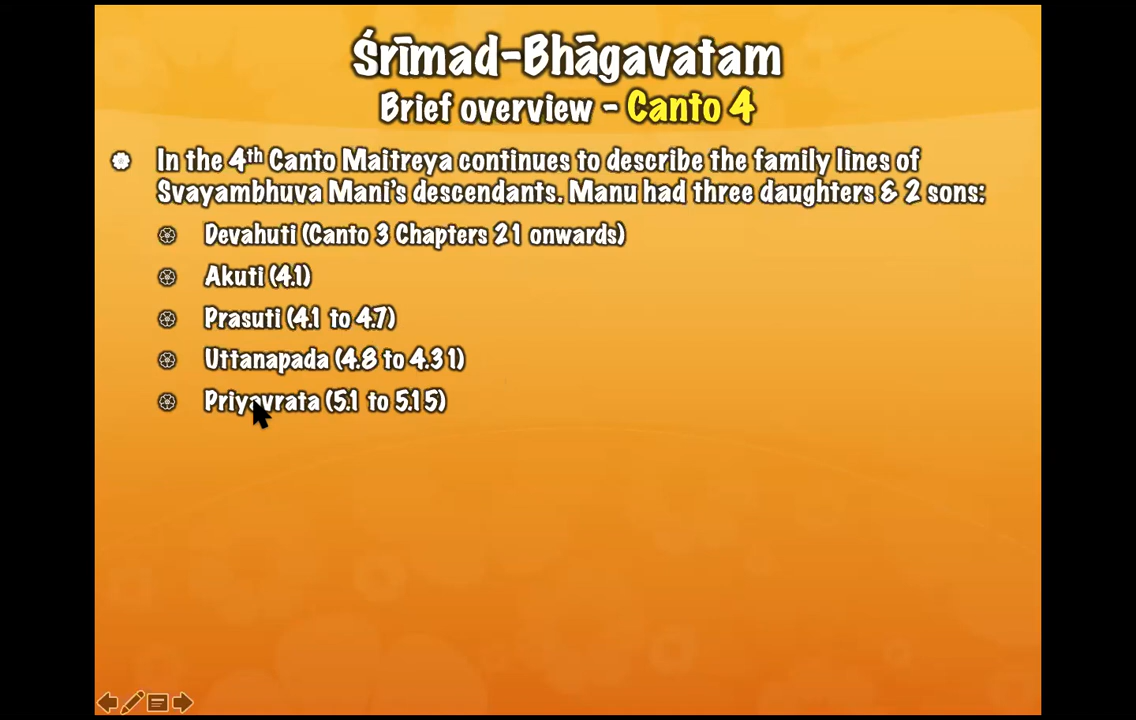 Śrīmad-Bhāgavatam
Brief overview - Canto 4
In the 4th Canto Maitreya continues to describe the family lines of
Svayambhuva Mani's descendants. Manu had three daughters & 2 sons:
Devahuti (Canto 3 Chapters 21 onwards)
Akuti (4.1)
Prasuti (4.1 to 4.7)
Uttanapada (4.8 to 4.31)
Priyavrata (5.1 to 5.15)